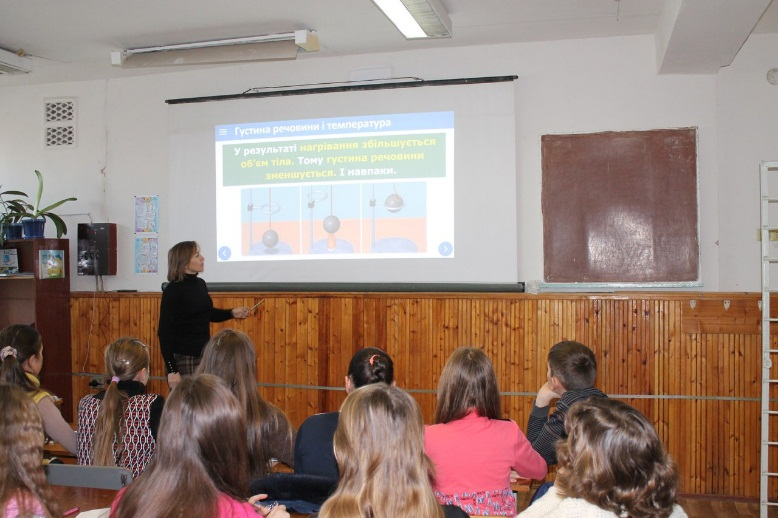 Густина речовини і температура
У результаті нагрівання збільшується
об'єм тіла. Тому густина речовини
зменшується. І навпаки.